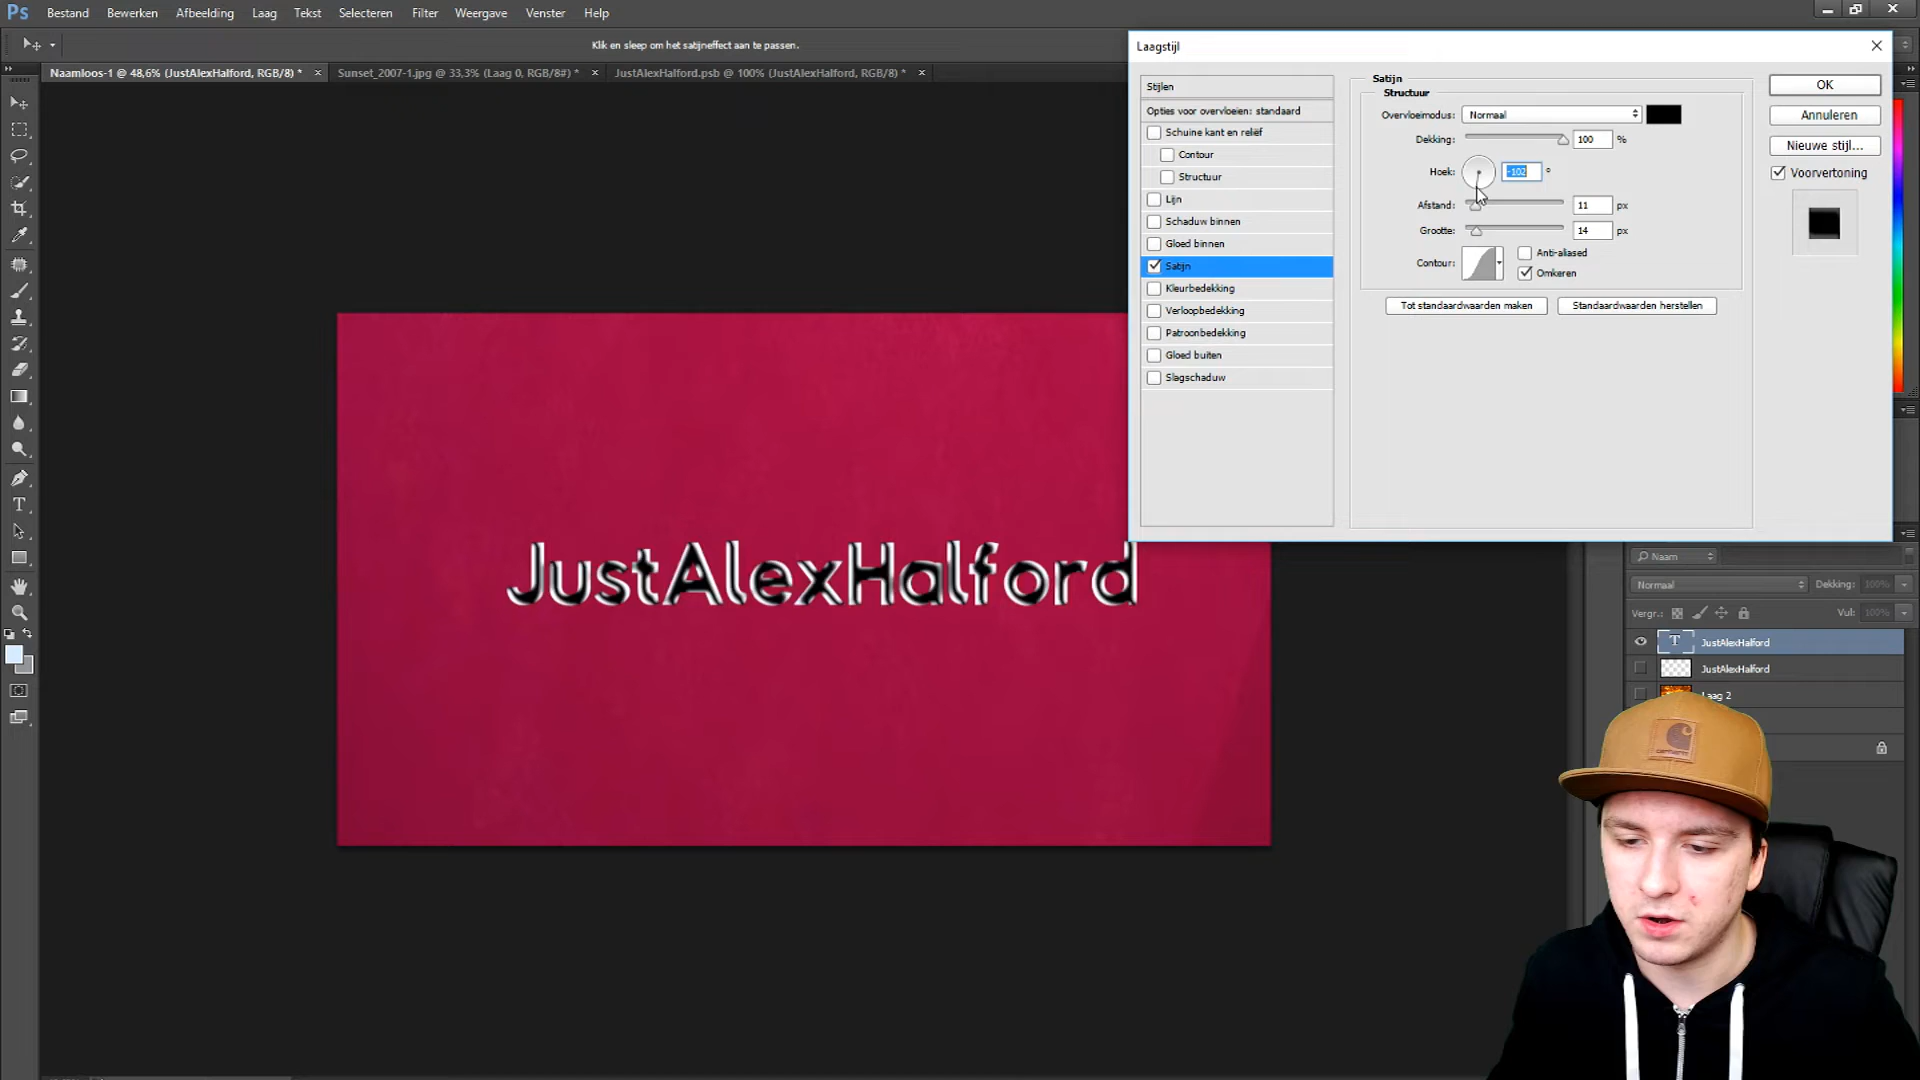 Ps Bestand Bewerken Afbeelding Laag Tekst Selecteren Filter Weergave Venster Help
Klik en sleep om het satijneffect aan te passen.
Naamloos-1 @ 48,6% (JustAlexHalford, RGB/8) * × Sunset_2007-1.jpg @ 33,3% (Laag 0, RGB/8#) * × JustAlexHalford.psb @ 100% (JustAlexHalford, RGB/8) * ×
Laagstijl
Stijlen
Opties voor overvloeien: standaard
Schuine kant en reliëf
Contour
Structuur
Lijn
Schaduw binnen
Gloed binnen
Satijn
Kleurbedekking
Verloopbedekking
Patroonbedekking
Gloed buiten
Slagschaduw
Satijn
Structuur
Overvloeimodus: Normaal
Dekking: 100 %
Hoek: -102 °
Afstand: 11 px
Grootte: 14 px
Contour: Anti-aliased
Omkeren
Tot standaardwaarden maken Standaardwaarden herstellen
OK
Annuleren
Nieuwe stijl...
Voorvertoning
JustAlexHalford
Naam
Normaal Dekking: 100%
Vergr.: Vul: 100%
T JustAlexHalford
JustAlexHalford
Laag 2
carhartt